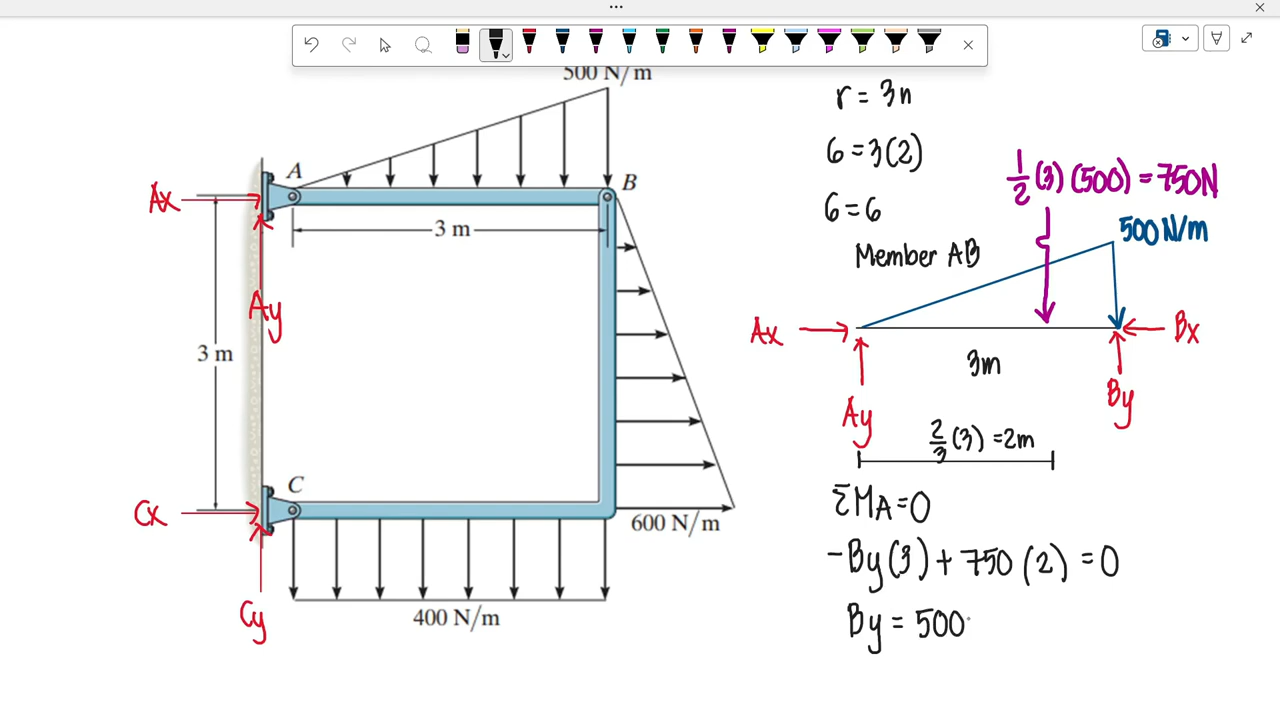 500 N/m
A
B
Ax
3 m
Ay
3 m
C
Cx
600 N/m
Cy
400 N/m
r = 3n
6 = 3(2)
6 = 6
1/2 (3)(500) = 750N
Member AB
500 N/m
Ax
Bx
3m
Ay
By
2/3 (3) = 2m
ΣMA = 0
-By(3) + 750(2) = 0
By = 500